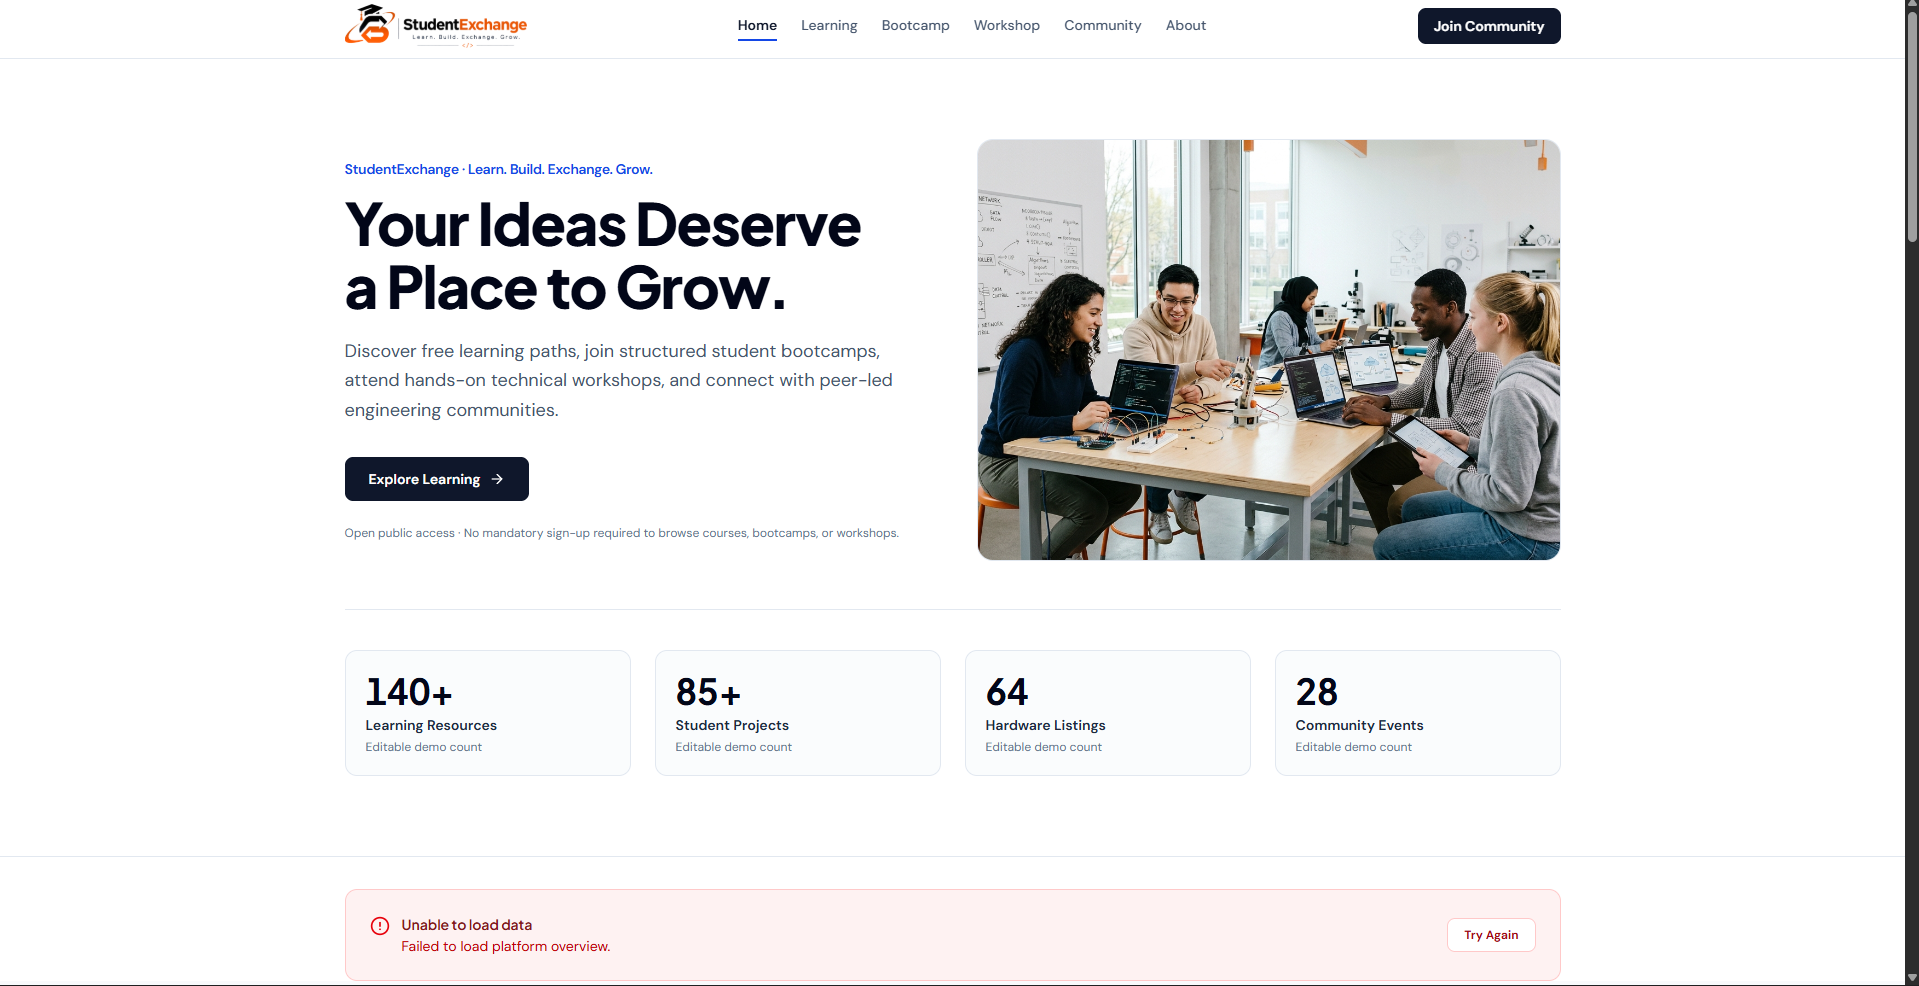 StudentExchange
Learn. Build. Exchange. Grow.
</>
Home
Learning
Bootcamp
Workshop
Community
About
Join Community
StudentExchange · Learn. Build. Exchange. Grow.
Your Ideas Deserve
a Place to Grow.
Discover free learning paths, join structured student bootcamps,
attend hands-on technical workshops, and connect with peer-led
engineering communities.
Explore Learning →
Open public access · No mandatory sign-up required to browse courses, bootcamps, or workshops.
NETWORK
140+
Learning Resources
Editable demo count
85+
Student Projects
Editable demo count
64
Hardware Listings
Editable demo count
28
Community Events
Editable demo count
Unable to load data
Failed to load platform overview.
Try Again